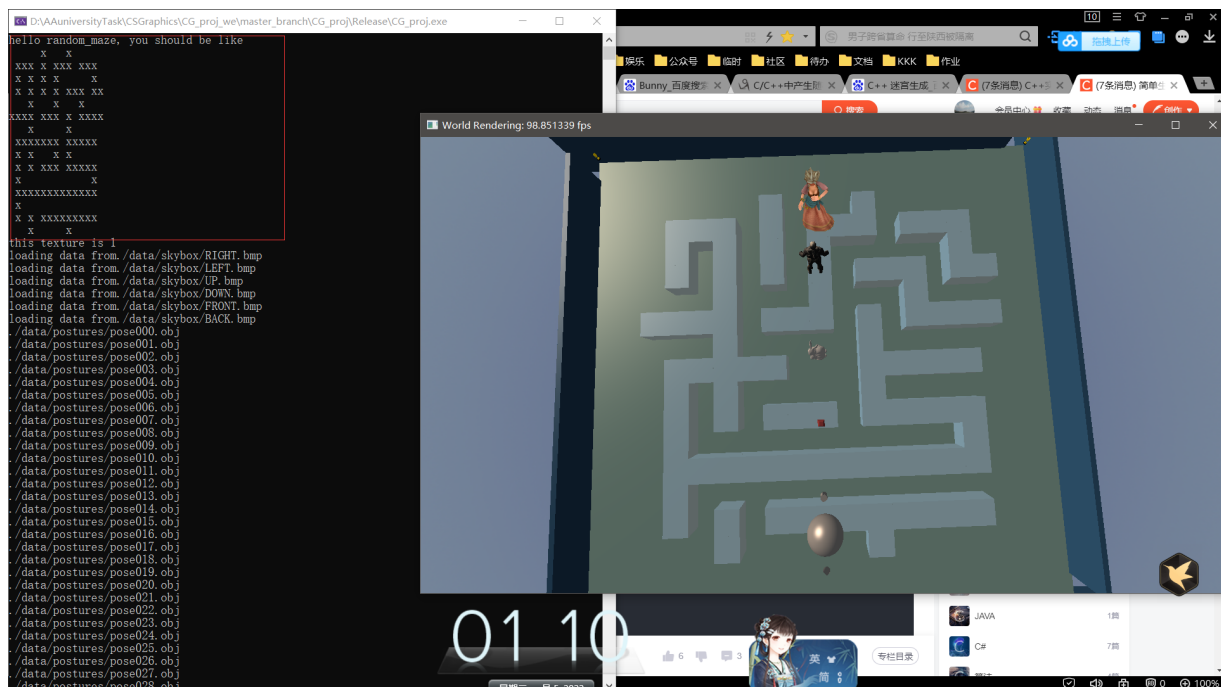 D:\AAuniversityTask\CSGraphics\CG_proj_we\master_branch\CG_proj\Release\CG_proj.exe
hello random_maze, you should be like
x x
xxx x xxx xxx
x x x x x
x x x x xxx xx
x x x
xxxx xxx x xxxx
x x
xxxxxxx xxxxx
x x x x
x x xxx xxxxx
x x
xxxxxxxxxxxxx
x
x x xxxxxxxxx
x x
this texture is 1
loading data from./data/skybox/RIGHT.bmp
loading data from./data/skybox/LEFT.bmp
loading data from./data/skybox/UP.bmp
loading data from./data/skybox/DOWN.bmp
loading data from./data/skybox/FRONT.bmp
loading data from./data/skybox/BACK.bmp
./data/postures/pose000.obj
./data/postures/pose001.obj
./data/postures/pose002.obj
./data/postures/pose003.obj
./data/postures/pose004.obj
./data/postures/pose005.obj
./data/postures/pose006.obj
./data/postures/pose007.obj
./data/postures/pose008.obj
./data/postures/pose009.obj
./data/postures/pose010.obj
./data/postures/pose011.obj
./data/postures/pose012.obj
./data/postures/pose013.obj
./data/postures/pose014.obj
./data/postures/pose015.obj
./data/postures/pose016.obj
./data/postures/pose017.obj
./data/postures/pose018.obj
./data/postures/pose019.obj
./data/postures/pose020.obj
./data/postures/pose021.obj
./data/postures/pose022.obj
./data/postures/pose023.obj
./data/postures/pose024.obj
./data/postures/pose025.obj
./data/postures/pose026.obj
./data/postures/pose027.obj
./data/postures/pose028.obj
10
男子跨省算命 行至陕西被隔离
拖拽上传
娱乐 公众号 临时 社区 待办 文档 KKK 作业
Bunny_百度搜索 C/C++中产生随 C++ 迷宫生成 (7条消息) C++ (7条消息) 简单生
搜索 会员中心 收藏 动态 消息 创作
World Rendering: 98.851339 fps
01 10
6 3
专栏目录
英
简
JAVA 1篇
C# 7篇
0 100%